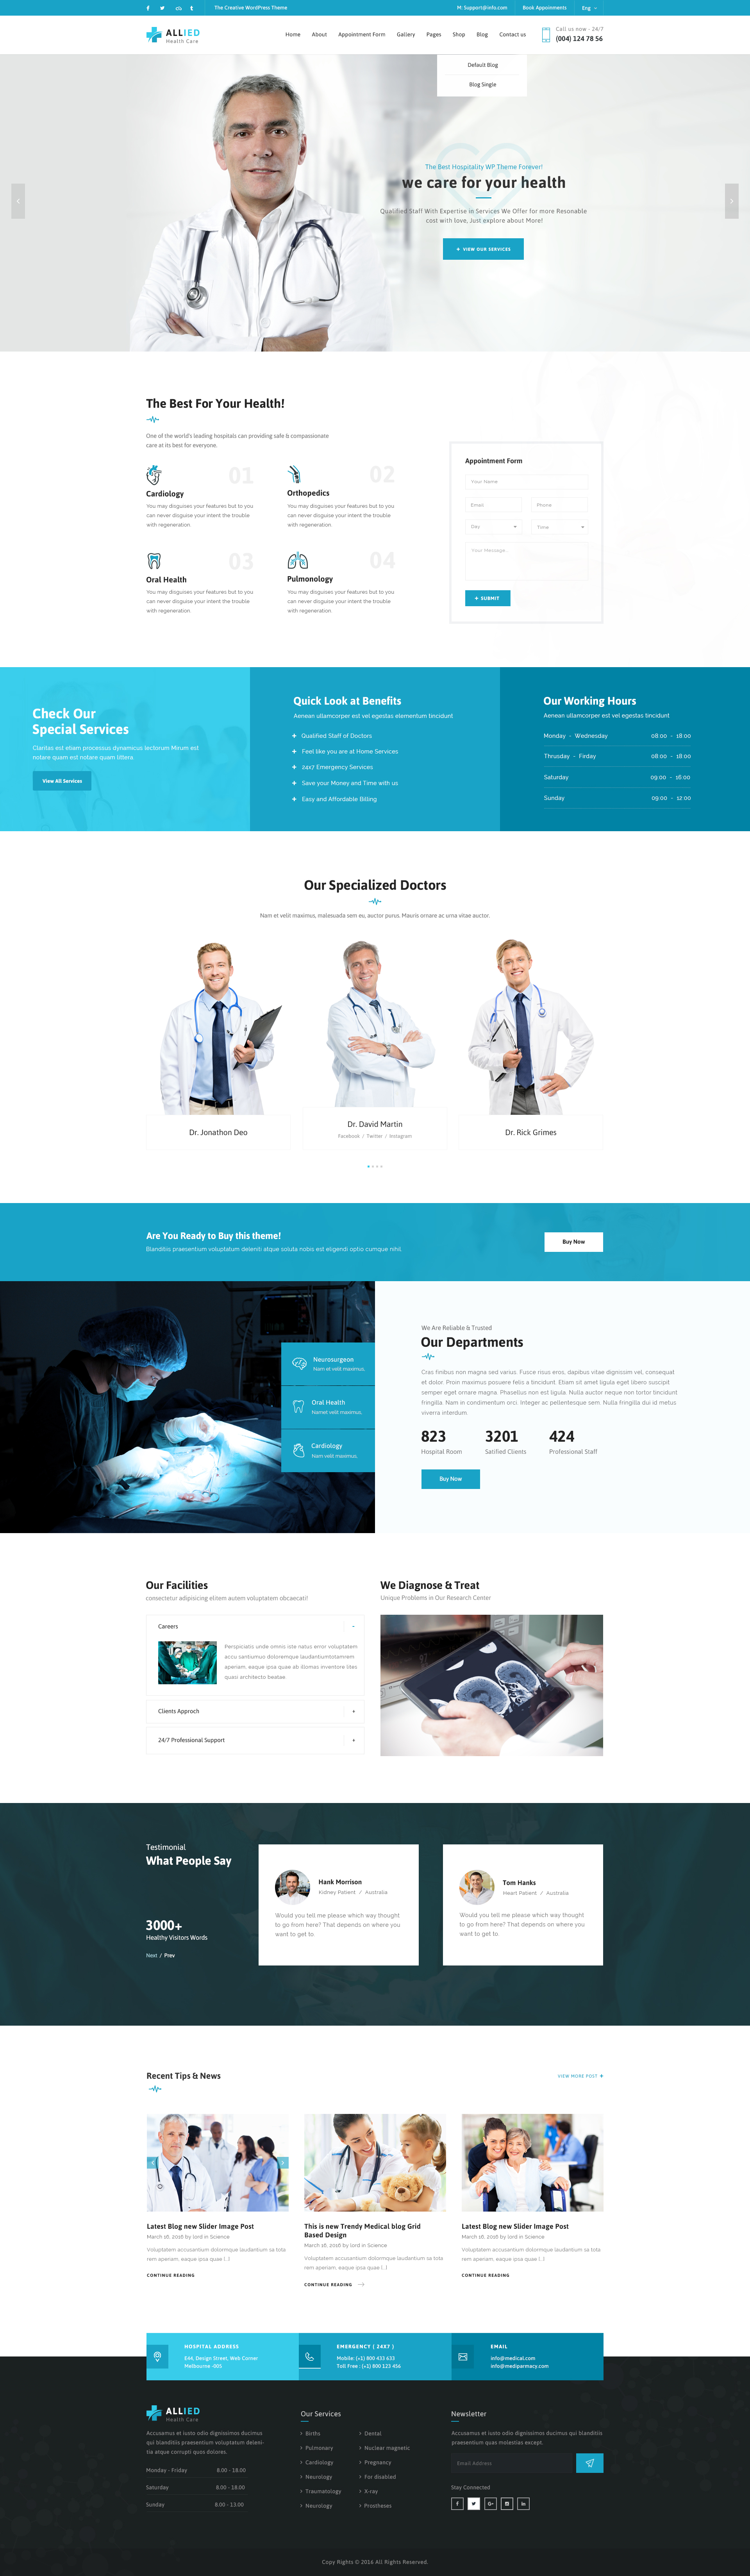 The Creative WordPress Theme
M: Support@info.com
Book Appoinments
Eng
ALLIED
Health Care
Home
About
Appointment Form
Gallery
Pages
Shop
Blog
Contact us
Call us now - 24/7
(004) 124 78 56
Default Blog
Blog Single
The Best Hospitality WP Theme Forever!
we care for your health
Qualified Staff With Expertise in Services We Offer for more Resonable
cost with love, Just explore about More!
VIEW OUR SERVICES
The Best For Your Health!
One of the world's leading hospitals can providing safe & compassionate
care at its best for everyone.
01
Cardiology
You may disguises your features but to you
can never disguise your intent the trouble
with regeneration
02
Orthopedics
You may disguises your features but to you
can never disguise your intent the trouble
with regeneration
03
Oral Health
You may disguises your features but to you
can never disguise your intent the trouble
with regeneration
04
Pulmonology
You may disguises your features but to you
can never disguise your intent the trouble
with regeneration
Appointment Form
Your Name
Email
Phone
Day
Time
Your Message...
SUBMIT
Check Our
Special Services
Claritas est etiam processus dynamicus lectorum Mirum est
notare quam est notare quam littera
View All Services
Quick Look at Benefits
Aenean ullamcorper est vel egestas elementum tincidunt
Qualified Staff of Doctors
Feel like you are at Home Services
24x7 Emergency Services
Save your Money and Time with us
Easy and Affordable Billing
Our Working Hours
Aenean ullamcorper est vel egestas tincidunt
Monday - Wednesday 08:00 - 18:00
Thrusday - Firday 08:00 - 18:00
Saturday 09:00 - 16:00
Sunday 09:00 - 12:00
Our Specialized Doctors
Nam et velit maximus, malesuada sem eu, auctor purus. Mauris ornare ac urna vitae auctor.
Dr. Jonathon Deo
Dr. David Martin
Facebook / Twitter / Instagram
Dr. Rick Grimes
Are You Ready to Buy this theme!
Blanditiis praesentium voluptatum deleniti atque soluta nobis est eligendi optio cumque nihil
Buy Now
Neurosurgeon
Nam et velit maximus,
Oral Health
Namet velit maximus,
Cardiology
Nam velit maximus,
We Are Reliable & Trusted
Our Departments
Cras finibus non magna sed varius. Fusce risus eros, dapibus vitae dignissim vel, consequat
et dolor. Proin maximus posuere felis a tincidunt. Etiam sit amet ligula eget libero suscipit
semper eget ornare magna. Phasellus non est ligula. Nulla auctor neque non tortor tincidunt
fringilla. Nam in condimentum orci. Integer ac pellentesque sem. Nulla fringilla dui id metus
viverra interdum.
823
Hospital Room
3201
Satified Clients
424
Professional Staff
Buy Now
Our Facilities
consectetur adipisicing elitem autem voluptatem obcaecati!
Careers
Perspiciatis unde omnis iste natus error voluptatem
accu santiumuo doloremque laudantiumtotamrem
aperiam, eaque ipsa quae ab illomas inventore lites
quasi architecto beatae.
Clients Approch
24/7 Professional Support
We Diagnose & Treat
Unique Problems in Our Research Center
Testimonial
What People Say
3000+
Healthy Visitors Words
Next / Prev
Hank Morrison
Kidney Patient / Australia
Would you tell me please which way thought
to go from here? That depends on where you
want to get to.
Tom Hanks
Heart Patient / Australia
Would you tell me please which way thought
to go from here? That depends on where you
want to get to.
Recent Tips & News
VIEW MORE POST
Latest Blog new Slider Image Post
March 16, 2016 by lord in Science
Voluptatem accusantium dolormique laudantium sa tota
rem aperiam, eaque ipsa quae [...]
CONTINUE READING
This is new Trendy Medical blog Grid
Based Design
March 16, 2016 by lord in Science
Voluptatem accusantium dolormique laudantium sa tota
rem aperiam, eaque ipsa quae [...]
CONTINUE READING
Latest Blog new Slider Image Post
March 16, 2016 by lord in Science
Voluptatem accusantium dolormique laudantium sa tota
rem aperiam, eaque ipsa quae [...]
CONTINUE READING
HOSPITAL ADDRESS
Melbourne -005
EMERGENCY ( 24X7 )
Mobile: (+1) 800 433 633
Toll Free : (+1) 800 123 456
EMAIL
info@medical.com
info@mediparmacy.com
ALLIED
Health Care
Accusamus et iusto odio dignissimos ducimus
qui blanditiis praesentium voluptatum deleni-
tia atque corrupti quos dolores.
Monday - Friday 8.00 - 18.00
Saturday 8.00 - 18.00
Sunday 8.00 - 13.00
Our Services
Births
Pulmonary
Cardiology
Neurology
Traumatology
Neurology
Dental
Nuclear magnetic
Pregnancy
For disabled
X-ray
Prostheses
Newsletter
Accusamus et iusto odio dignissimos ducimus qui blanditiis
praesentium quas molestias except.
Email Address
Stay Connected
Copy Rights © 2016 All Rights Reserved.